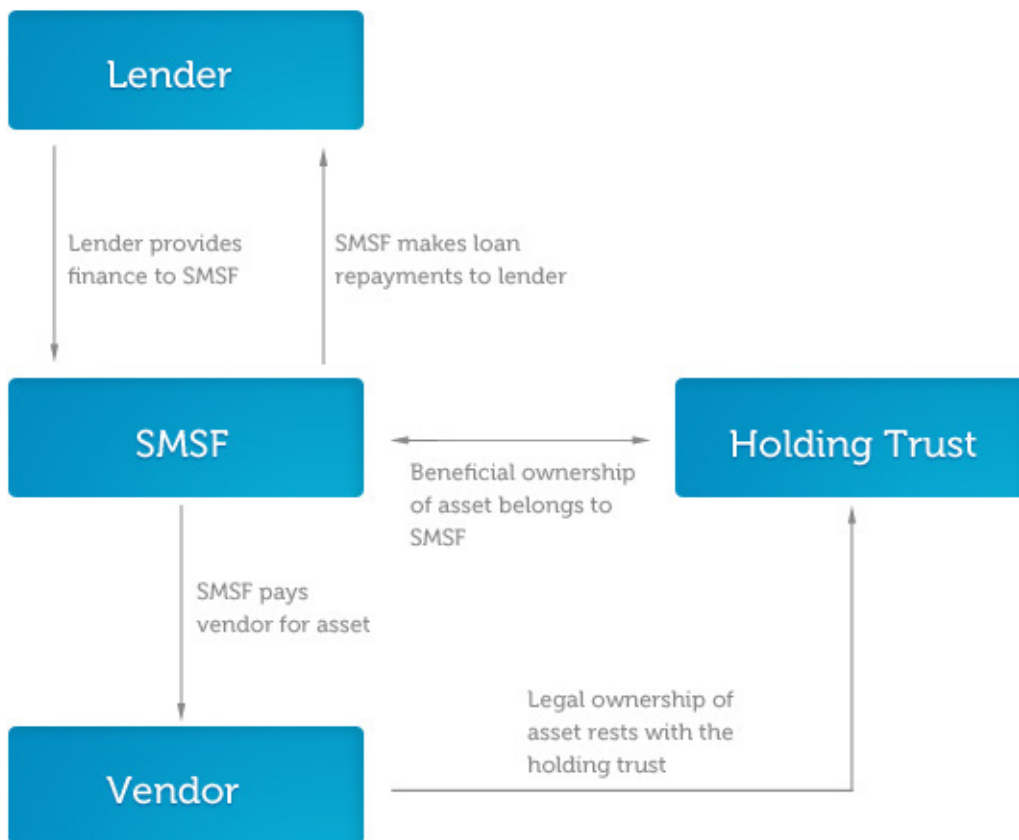 Lender
Lender provides
finance to SMSF
SMSF makes loan
repayments to lender
SMSF
Holding Trust
Beneficial ownership
of asset belongs to
SMSF
SMSF pays
vendor for asset
Legal ownership of
asset rests with the
holding trust
Vendor